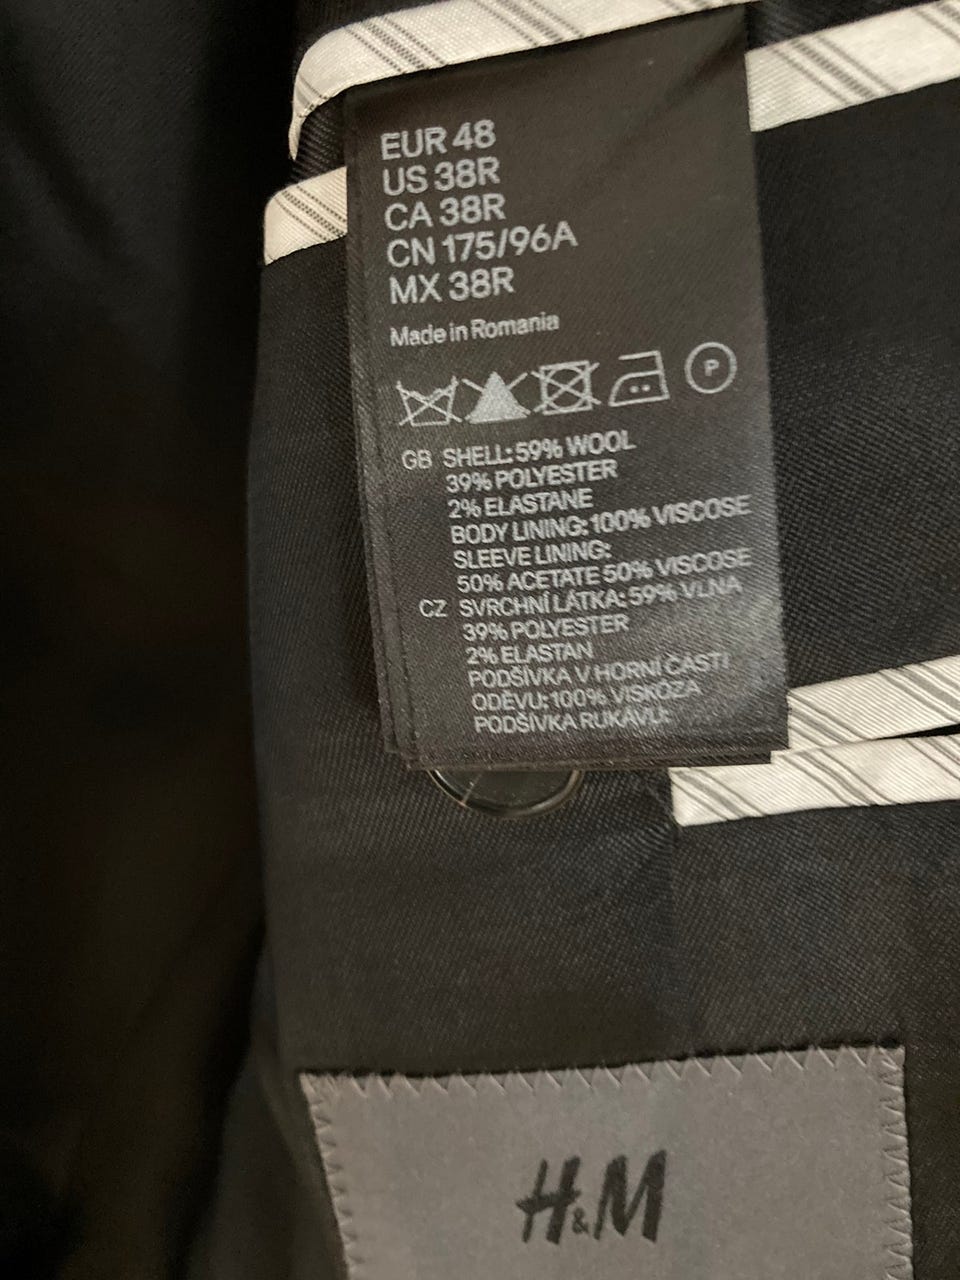 EUR 48
US 38R
CA 38R
CN 175/96A
MX 38R
Made in Romania
P
GB SHELL: 59% WOOL
39% POLYESTER
2% ELASTANE
BODY LINING: 100% VISCOSE
SLEEVE LINING:
50% ACETATE 50% VISCOSE
CZ SVRCHNÍ LÁTKA: 59% VLNA
39% POLYESTER
2% ELASTAN
PODŠÍVKA V HORNÍ ČÁSTI
ODĚVU: 100% VISKÓZA
PODŠÍVKA RUKÁVU:
H&M